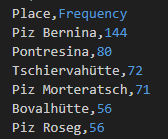 Place,Frequency
Piz Bernina,144
Pontresina,80
Tschiervahütte,72
Piz Morteratsch,71
Bovalhütte,56
Piz Roseg,56